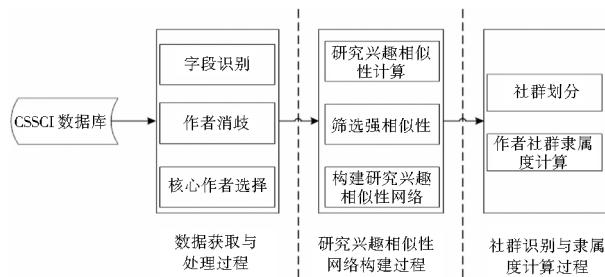 CSSCI 数据库
字段识别
作者消歧
核心作者选择
数据获取与
处理过程
研究兴趣相似
性计算
筛选强相似性
构建研究兴趣
相似性网络
研究兴趣相似性
网络构建过程
社群划分
作者社群隶属
度计算
社群识别与隶属
度计算过程